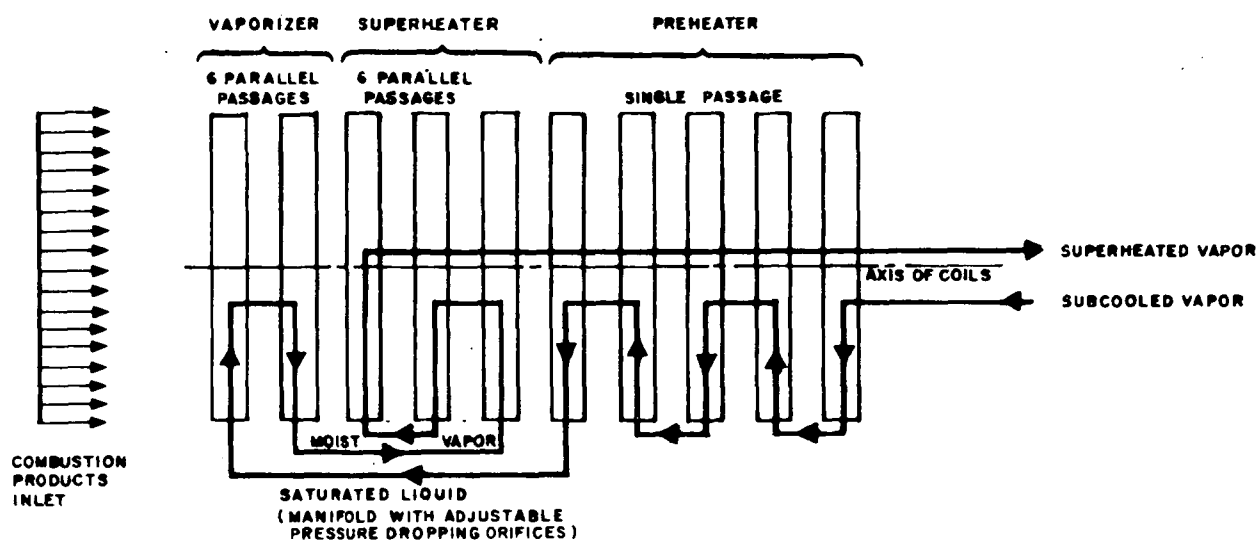 VAPORIZER
SUPERHEATER
PREHEATER
6 PARALLEL
PASSAGES
6 PARALLEL
PASSAGES
SINGLE PASSAGE
SUPERHEATED VAPOR
AXIS OF COILS
SUBCOOLED VAPOR
MOIST VAPOR
COMBUSTION
PRODUCTS
INLET
SATURATED LIQUID
(MANIFOLD WITH ADJUSTABLE
PRESSURE DROPPING ORIFICES)